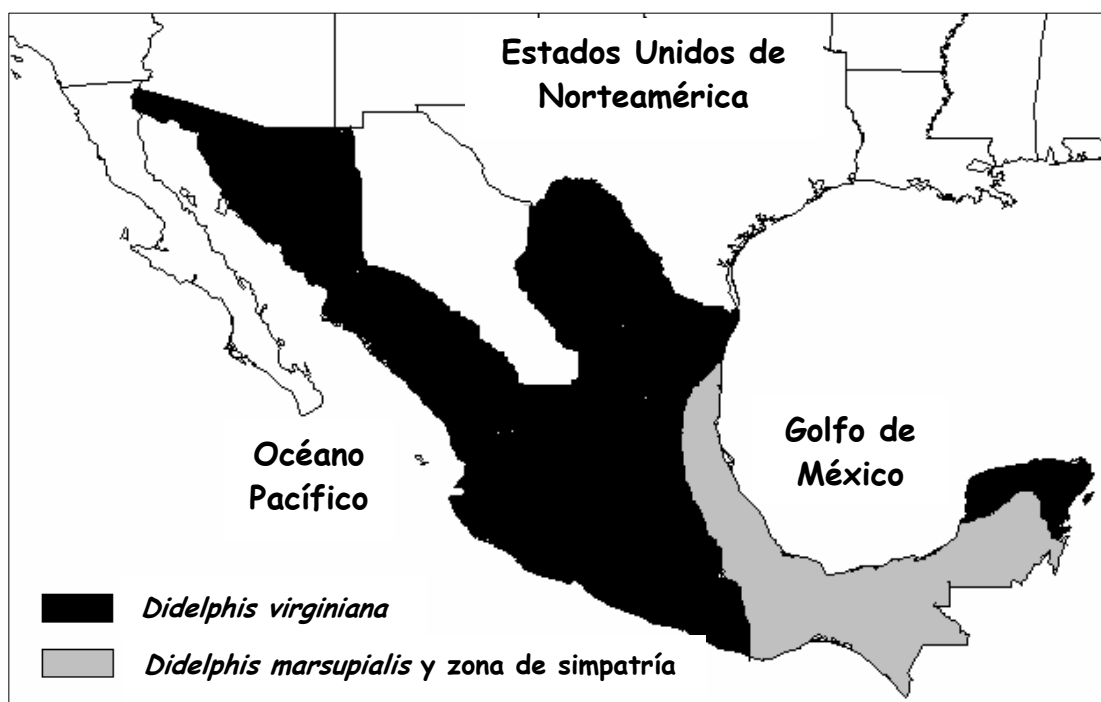 Estados Unidos de
Norteamérica
Golfo de
México
Océano
Pacífico
Didelphis virginiana
Didelphis marsupialis y zona de simpatría